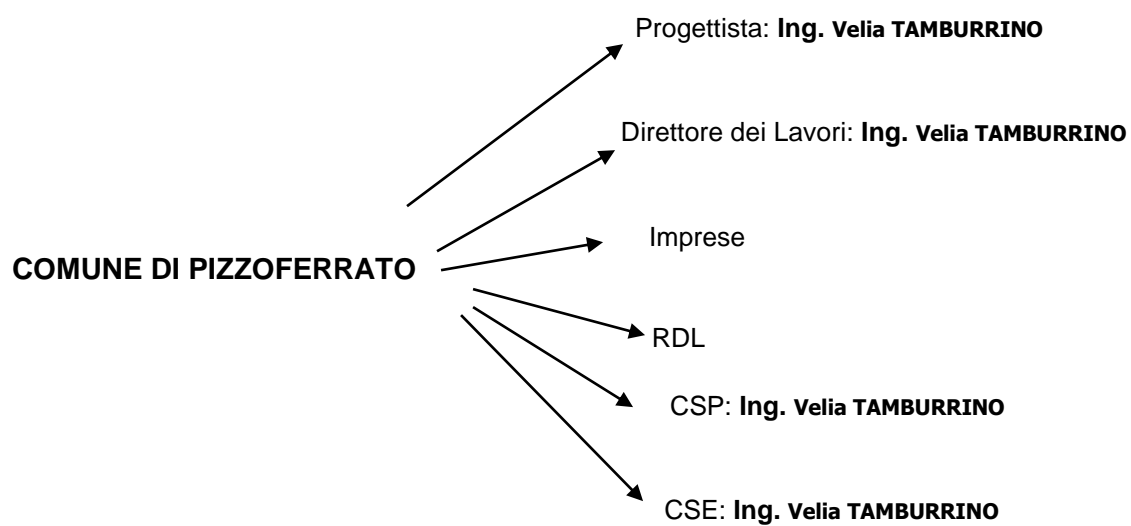 Progettista: Ing. Velia TAMBURRINO
Direttore dei Lavori: Ing. Velia TAMBURRINO
Imprese
COMUNE DI PIZZOFERRATO
RDL
CSP: Ing. Velia TAMBURRINO
CSE: Ing. Velia TAMBURRINO